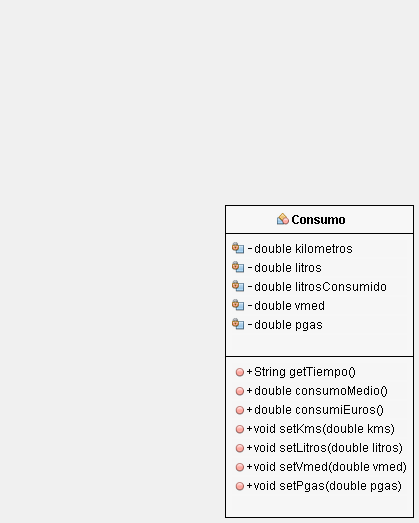 Consumo
-double kilometros
-double litros
-double litrosConsumido
-double vmed
-double pgas
+String getTiempo()
+double consumoMedio()
+double consumiEuros()
+void setKms(double kms)
+void setLitros(double litros)
+void setVmed(double vmed)
+void setPgas(double pgas)